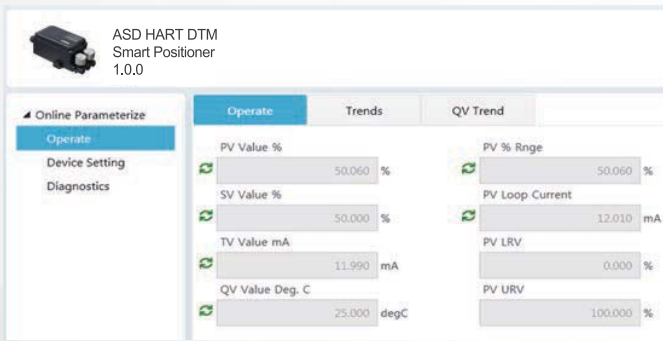 ASD HART DTM
Smart Positioner
1.0.0
Online Parameterize
Operate
Device Setting
Diagnostics
Operate Trends QV Trend
PV Value %
50.060 %
SV Value %
50.000 %
TV Value mA
11.990 mA
QV Value Deg. C
25.000 degC
PV % Rnge
50.060 %
PV Loop Current
12.010 mA
PV LRV
0.000 %
PV URV
100.000 %